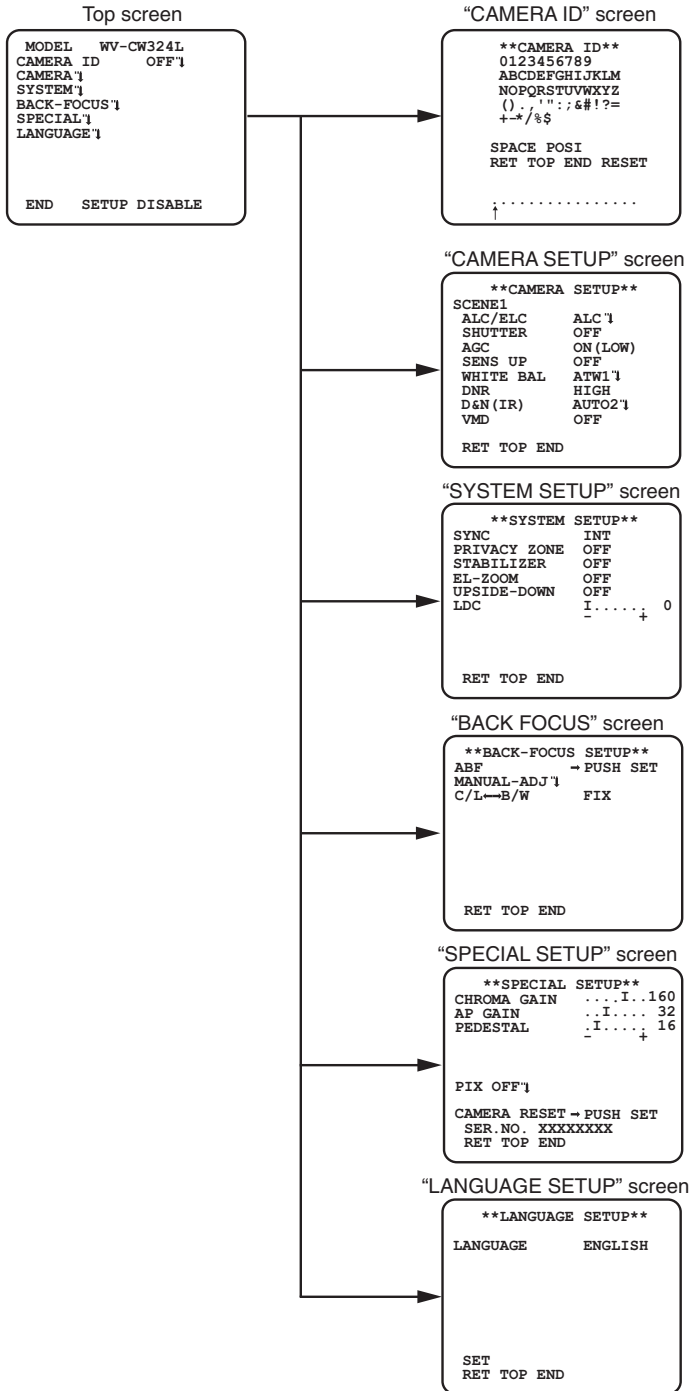 Top screen
MODEL WV-CW324L
CAMERA ID OFF
CAMERA
SYSTEM
BACK-FOCUS
SPECIAL
LANGUAGE
END SETUP DISABLE
“CAMERA ID” screen
**CAMERA ID**
0123456789
ABCDEFGHIJKLM
NOPQRSTUVWXYZ
().,'":;&#!?=
+-*/%$
SPACE POSI
RET TOP END RESET
................
↑
“CAMERA SETUP” screen
**CAMERA SETUP**
SCENE1
ALC/ELC ALC
SHUTTER OFF
AGC ON(LOW)
SENS UP OFF
WHITE BAL ATW1
DNR HIGH
D&N(IR) AUTO2
VMD OFF
RET TOP END
“SYSTEM SETUP” screen
**SYSTEM SETUP**
SYNC INT
PRIVACY ZONE OFF
STABILIZER OFF
EL-ZOOM OFF
UPSIDE-DOWN OFF
LDC I...... 0
- +
RET TOP END
“BACK FOCUS” screen
**BACK-FOCUS SETUP**
ABF → PUSH SET
MANUAL-ADJ
C/L←→B/W FIX
RET TOP END
“SPECIAL SETUP” screen
**SPECIAL SETUP**
CHROMA GAIN ....I..160
AP GAIN ..I.... 32
PEDESTAL .I..... 16
- +
PIX OFF
CAMERA RESET → PUSH SET
SER.NO. XXXXXXXX
RET TOP END
“LANGUAGE SETUP” screen
**LANGUAGE SETUP**
LANGUAGE ENGLISH
SET
RET TOP END